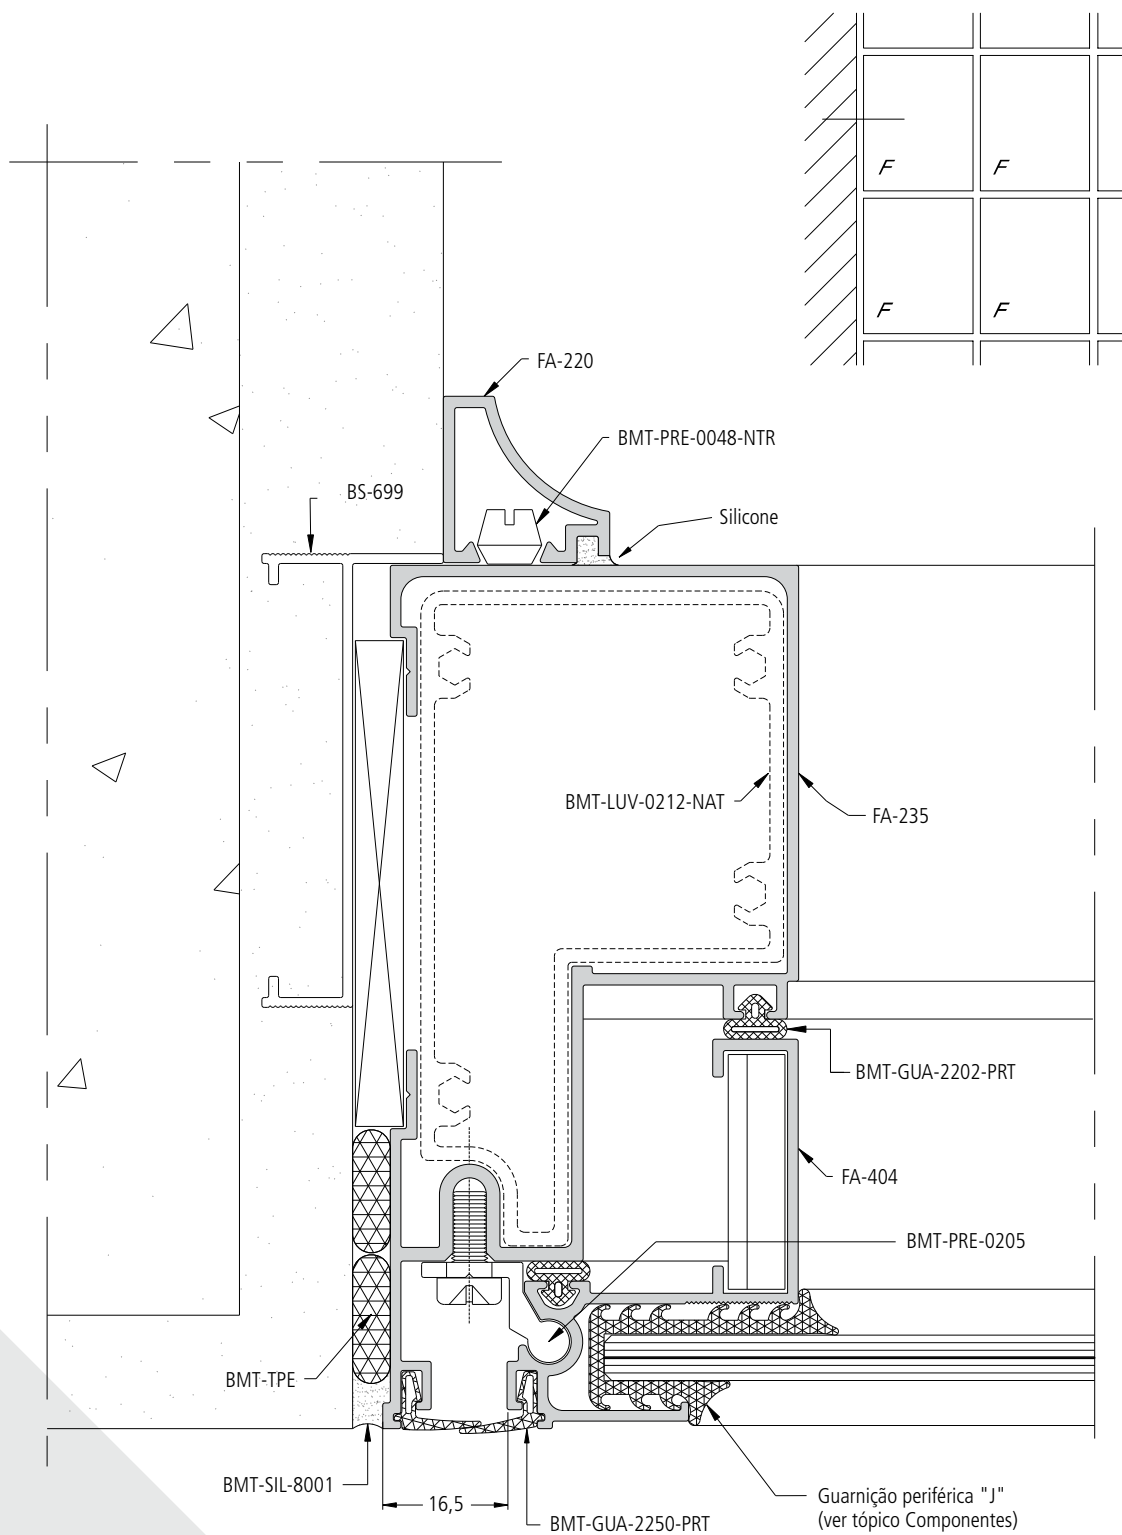 F
F
F
F
FA-220
BMT-PRE-0048-NTR
BS-699
Silicone
BMT-LUV-0212-NAT
FA-235
BMT-GUA-2202-PRT
FA-404
BMT-PRE-0205
BMT-TPE
BMT-SIL-8001
16,5
BMT-GUA-2250-PRT
Guarnição periférica "J"
(ver tópico Componentes)